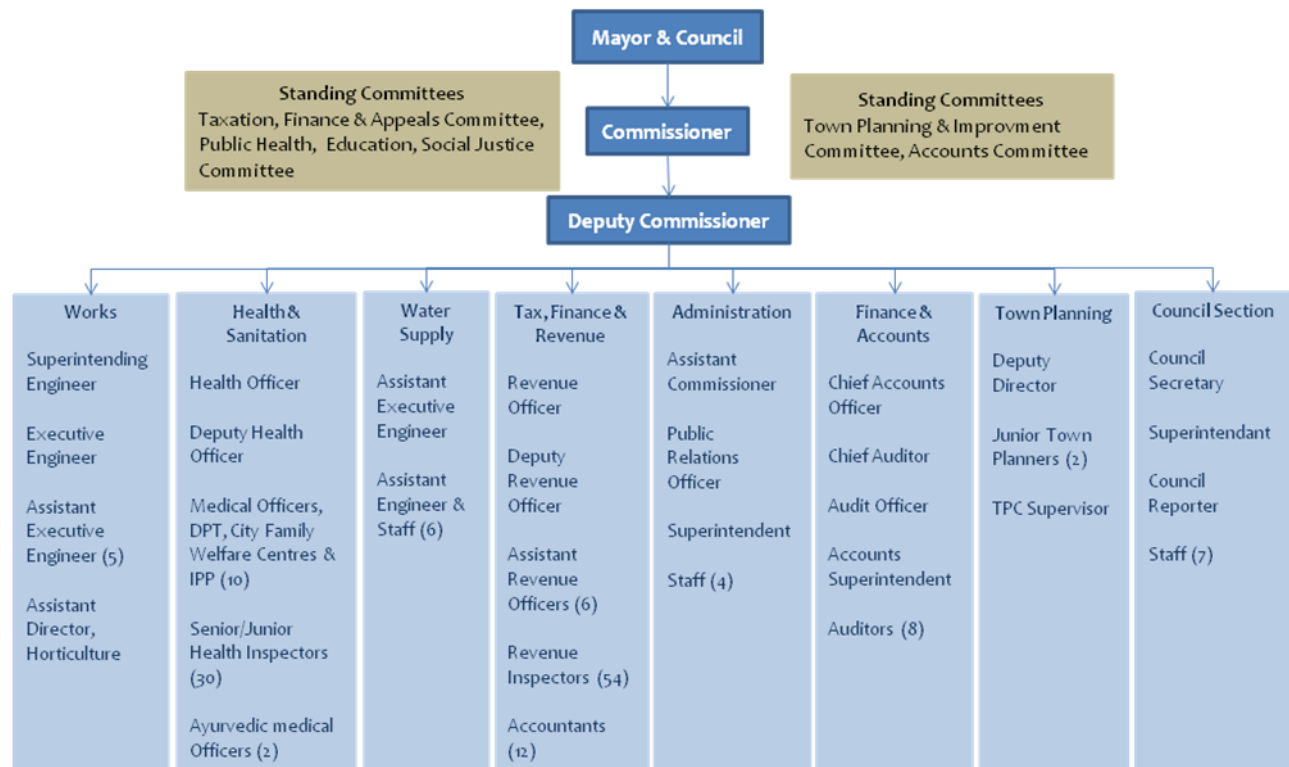 Mayor & Council
Standing Committees
Taxation, Finance & Appeals Committee,
Public Health, Education, Social Justice
Committee
Commissioner
Standing Committees
Town Planning & Improvment
Committee, Accounts Committee
Deputy Commissioner
Works
Superintending
Engineer
Executive
Engineer
Assistant
Executive
Engineer (5)
Assistant
Director,
Horticulture
Health &
Sanitation
Health Officer
Deputy Health
Officer
Medical Officers,
DPT, City Family
Welfare Centres &
IPP (10)
Senior/Junior
Health Inspectors
(30)
Ayurvedic medical
Officers (2)
Water
Supply
Assistant
Executive
Engineer
Assistant
Engineer &
Staff (6)
Tax, Finance &
Revenue
Revenue
Officer
Deputy
Revenue
Officer
Assistant
Revenue
Officers (6)
Revenue
Inspectors (54)
Accountants
(12)
Administration
Assistant
Commissioner
Public
Relations
Officer
Superintendent
Staff (4)
Finance &
Accounts
Chief Accounts
Officer
Chief Auditor
Audit Officer
Accounts
Superintendent
Auditors (8)
Town Planning
Deputy
Director
Junior Town
Planners (2)
TPC Supervisor
Council Section
Council
Secretary
Superintendant
Council
Reporter
Staff (7)